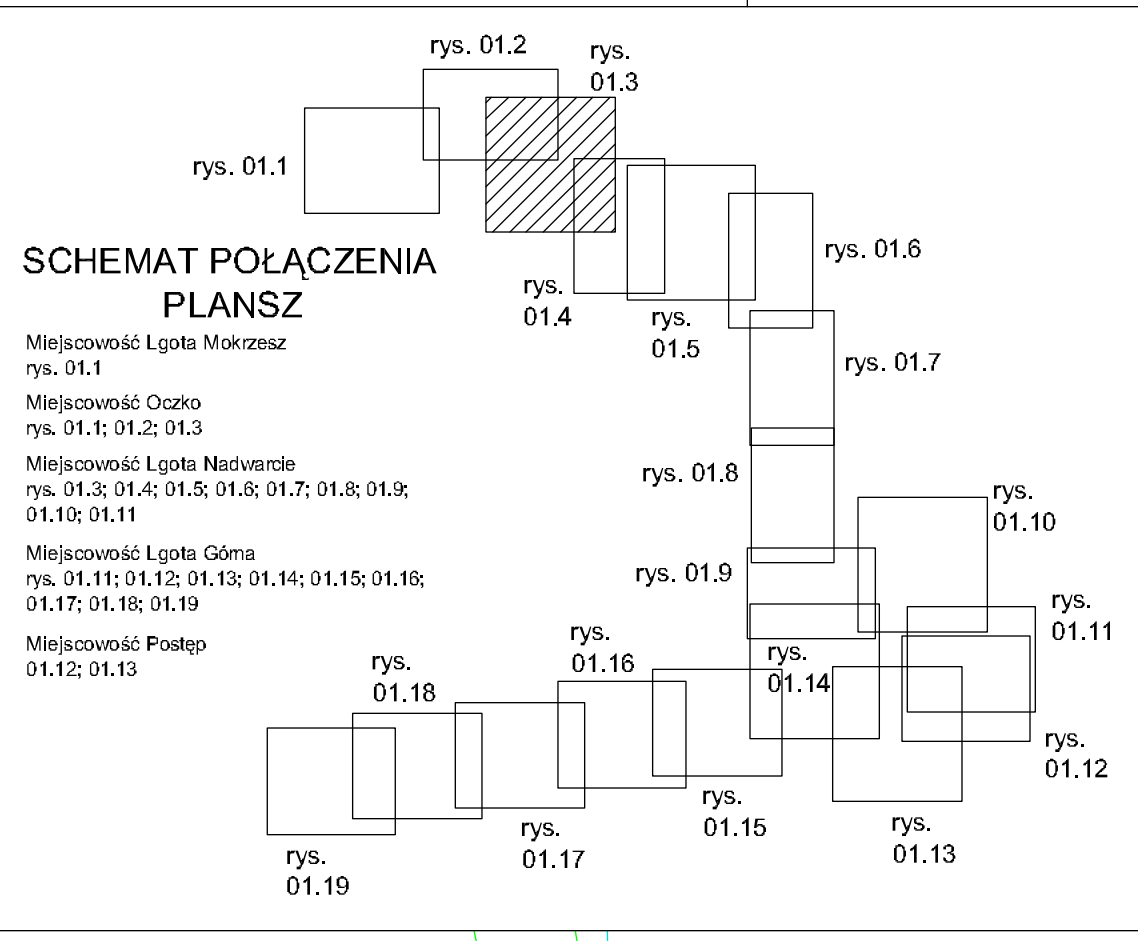 rys. 01.2
rys.
01.3
rys. 01.1
SCHEMAT POŁĄCZENIA
PLANSZ
rys. 01.6
rys.
01.4
rys.
01.5
Miejscowość Lgota Mokrzesz
rys. 01.1
rys. 01.7
Miejscowość Oczko
rys. 01.1; 01.2; 01.3
Miejscowość Lgota Nadwarcie
rys. 01.3; 01.4; 01.5; 01.6; 01.7; 01.8; 01.9;
01.10; 01.11
rys. 01.8
rys.
01.10
Miejscowość Lgota Górna
rys. 01.11; 01.12; 01.13; 01.14; 01.15; 01.16;
01.17; 01.18; 01.19
rys. 01.9
rys.
01.11
Miejscowość Postęp
01.12; 01.13
rys.
01.16
rys.
01.14
rys.
01.18
rys.
01.12
rys.
01.15
rys.
01.17
rys.
01.13
rys.
01.19